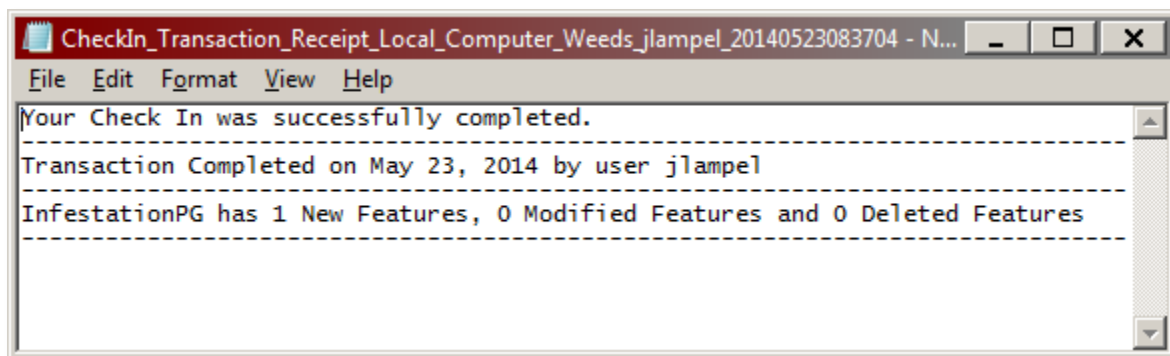 CheckIn_Transaction_Receipt_Local_Computer_Weeds_jlampel_20140523083704 - N...
File Edit Format View Help
Your Check In was successfully completed.
--------------------------------------------------------------------------------
Transaction Completed on May 23, 2014 by user jlampel
--------------------------------------------------------------------------------
InfestationPG has 1 New Features, 0 Modified Features and 0 Deleted Features
--------------------------------------------------------------------------------